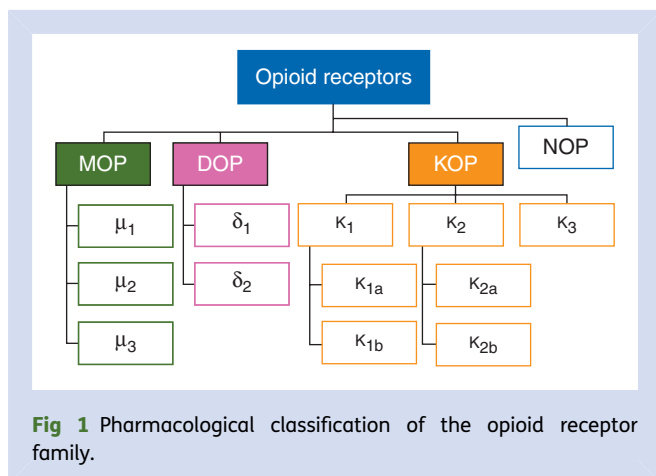 Opioid receptors
NOP
MOP DOP KOP
μ1 δ1 κ1 κ2 κ3
μ2 δ2 κ1a κ2a
μ3 κ1b κ2b
Fig 1 Pharmacological classification of the opioid receptor
family.